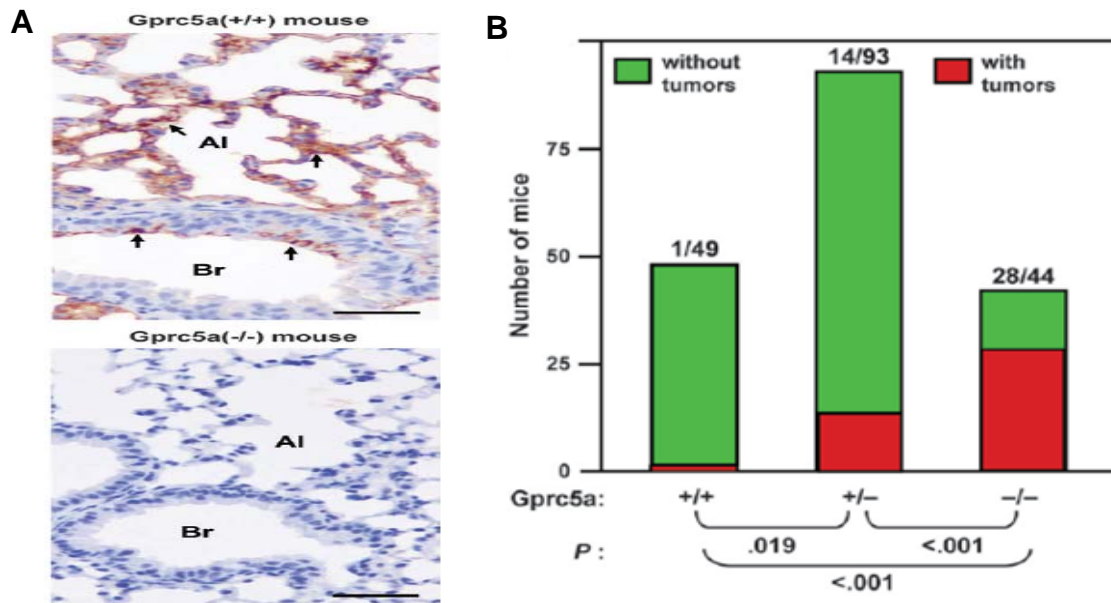 A
Gprc5a(+/+) mouse
Al
Br
Gprc5a(-/-) mouse
Al
Br
B
without
tumors
with
tumors
14/93
1/49
28/44
Number of mice
75
50
25
0
Gprc5a: +/+ +/– –/–
P : .019 <.001
<.001